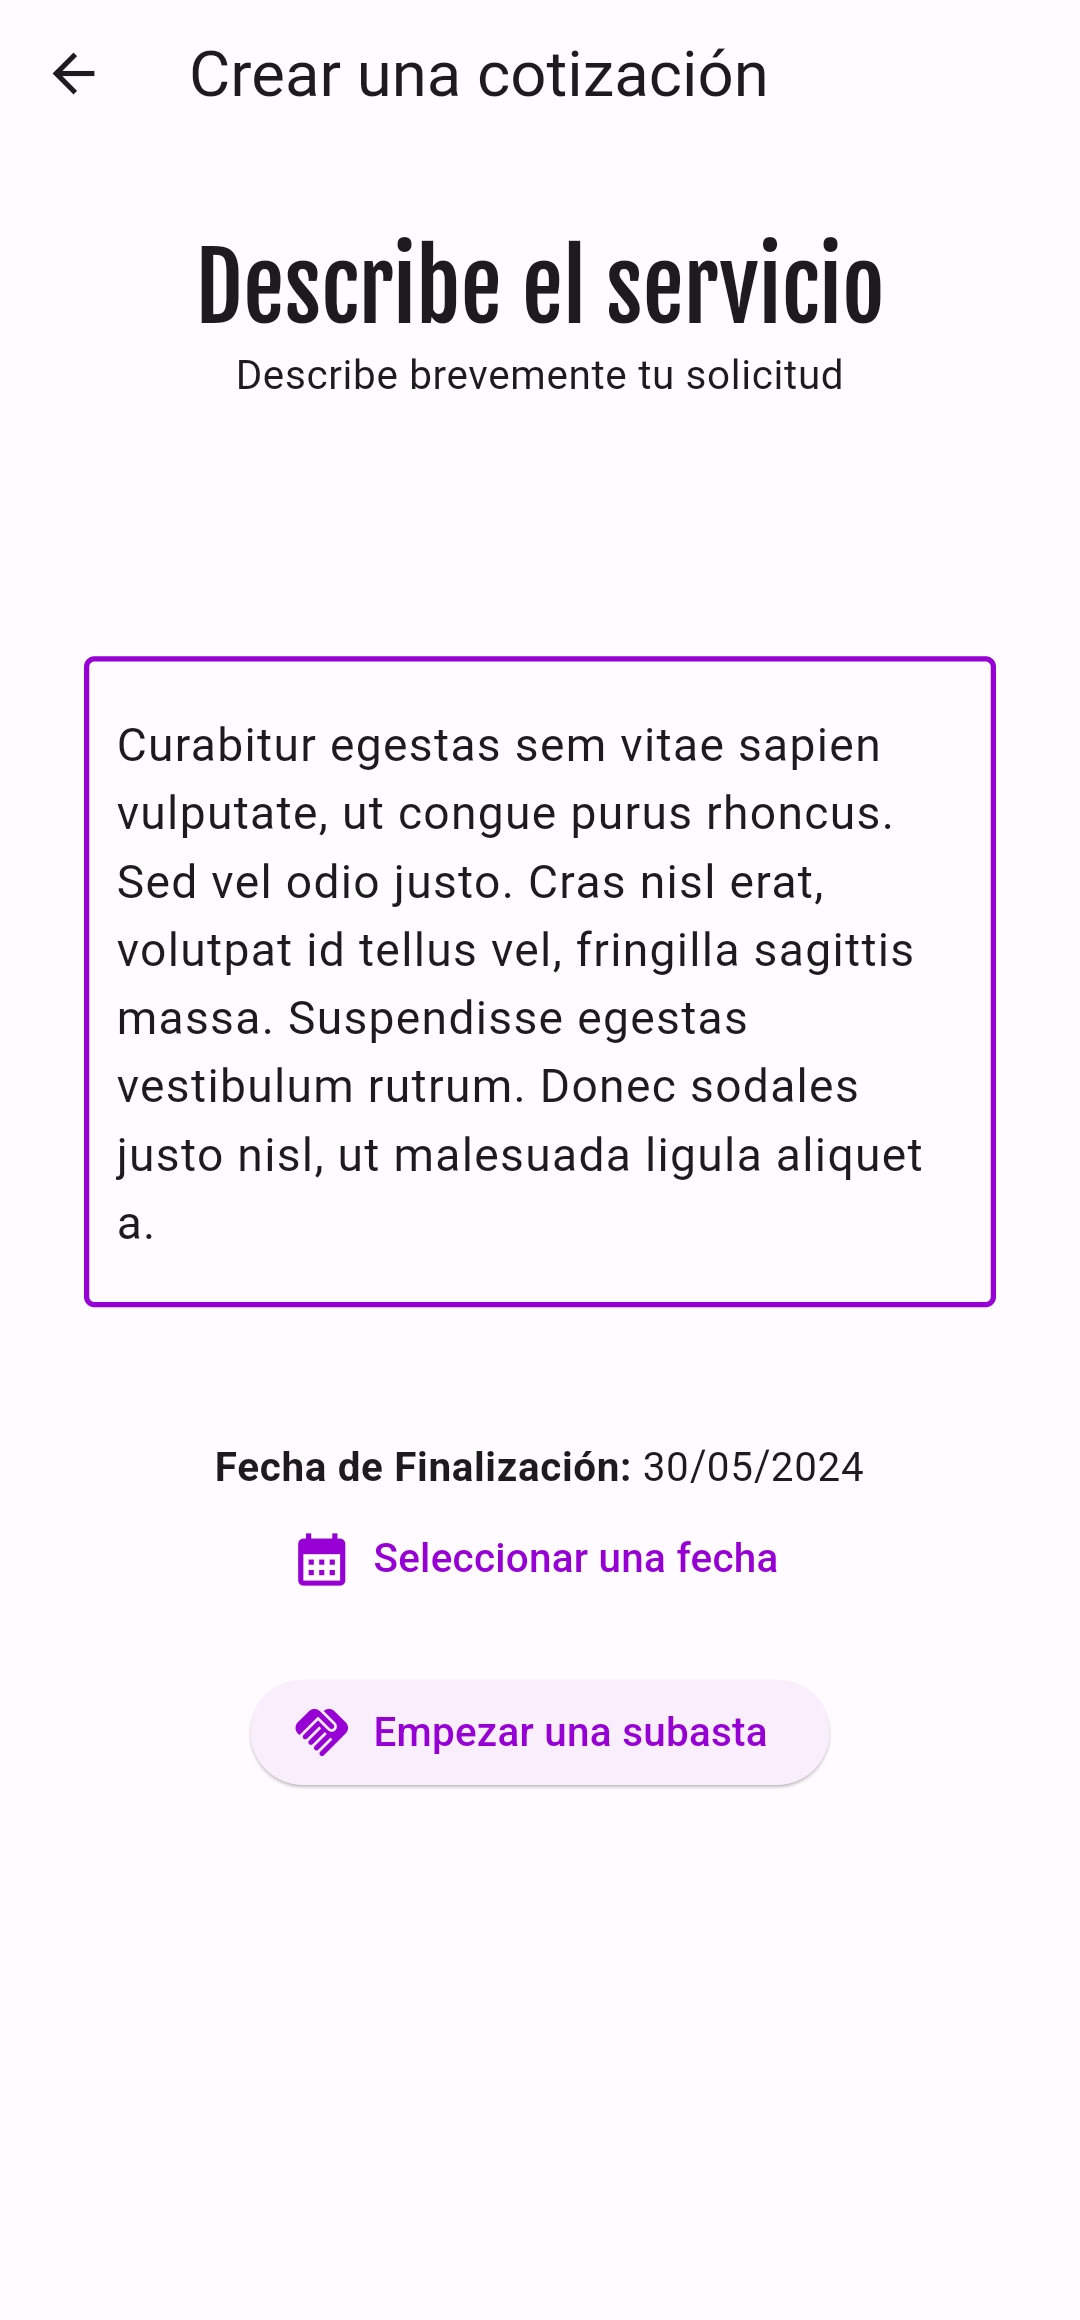 Crear una cotización
Describe el servicio
Describe brevemente tu solicitud
Curabitur egestas sem vitae sapien
vulputate, ut congue purus rhoncus.
Sed vel odio justo. Cras nisl erat,
volutpat id tellus vel, fringilla sagittis
massa. Suspendisse egestas
vestibulum rutrum. Donec sodales
justo nisl, ut malesuada ligula aliquet
a.
Fecha de Finalización: 30/05/2024
Seleccionar una fecha
Empezar una subasta